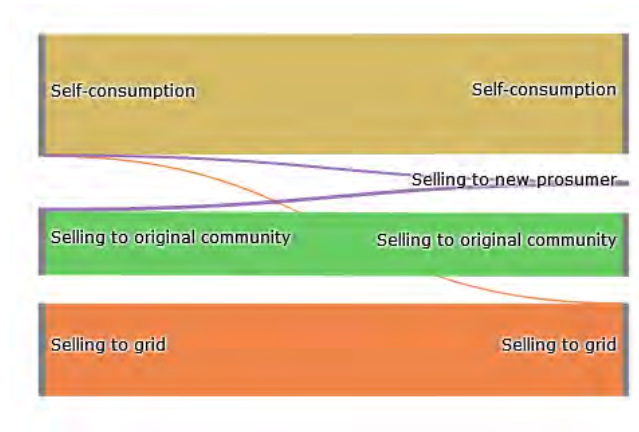 Self-consumption
Self-consumption
Selling to new prosumer
Selling to original community
Selling to original community
Selling to grid
Selling to grid